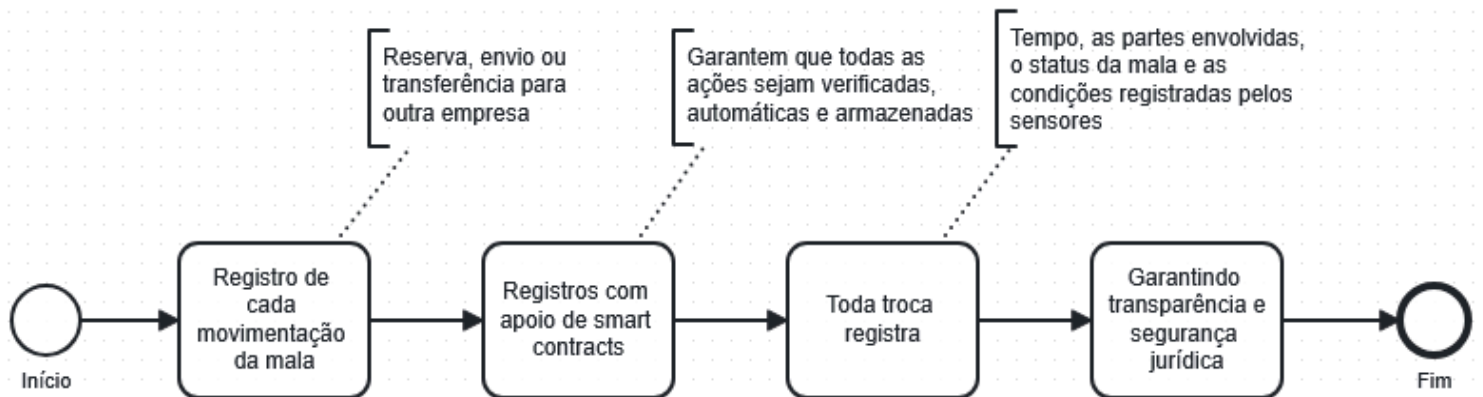 Reserva, envio ou
transferência para
outra empresa
Garantem que todas as
ações sejam verificadas,
automáticas e armazenadas
Tempo, as partes envolvidas,
o status da mala e as
condições registradas pelos
sensores
Início
Registro de
cada
movimentação
da mala
Registros com
apoio de smart
contracts
Toda troca
registra
Garantindo
transparência e
segurança
jurídica
Fim